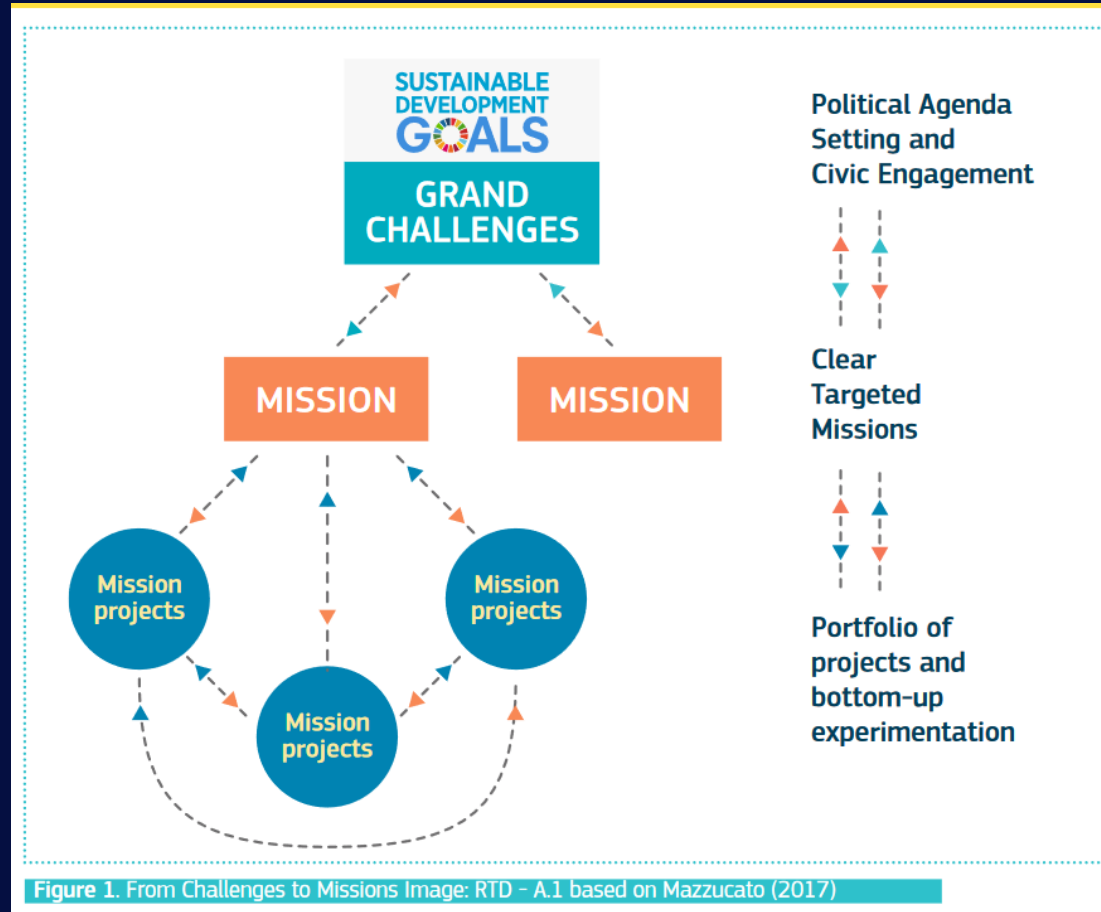 SUSTAINABLE
DEVELOPMENT
GOALS
GRAND
CHALLENGES
MISSION
MISSION
Mission
projects
Mission
projects
Mission
projects
Political Agenda
Setting and
Civic Engagement
Clear
Targeted
Missions
Portfolio of
projects and
bottom-up
experimentation
Figure 1. From Challenges to Missions Image: RTD - A.1 based on Mazzucato (2017)